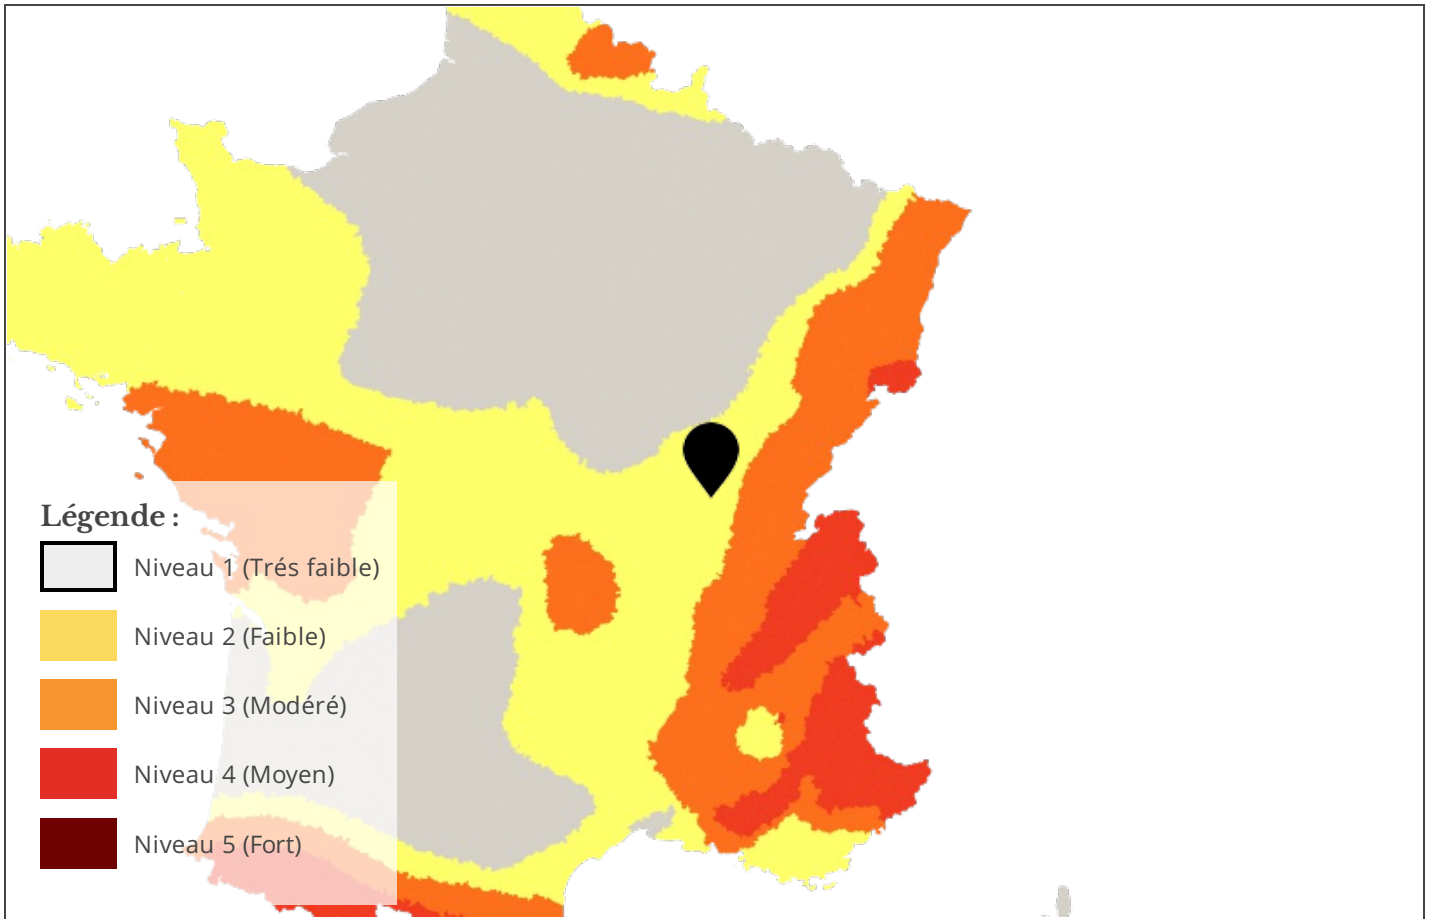 Légende :
Niveau 1 (Trés faible)
Niveau 2 (Faible)
Niveau 3 (Modéré)
Niveau 4 (Moyen)
Niveau 5 (Fort)